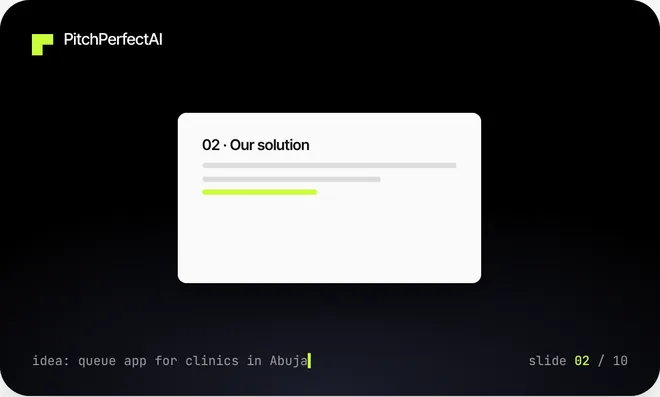 PitchPerfectAI
02 · Our solution
idea: queue app for clinics in Abuja
slide 02 / 10